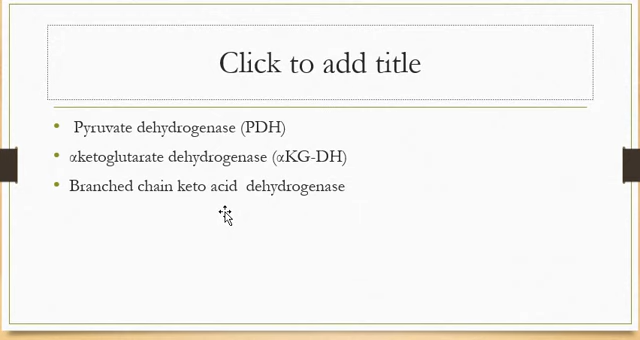 Click to add title
• Pyruvate dehydrogenase (PDH)
• αketoglutarate dehydrogenase (αKG-DH)
• Branched chain keto acid  dehydrogenase